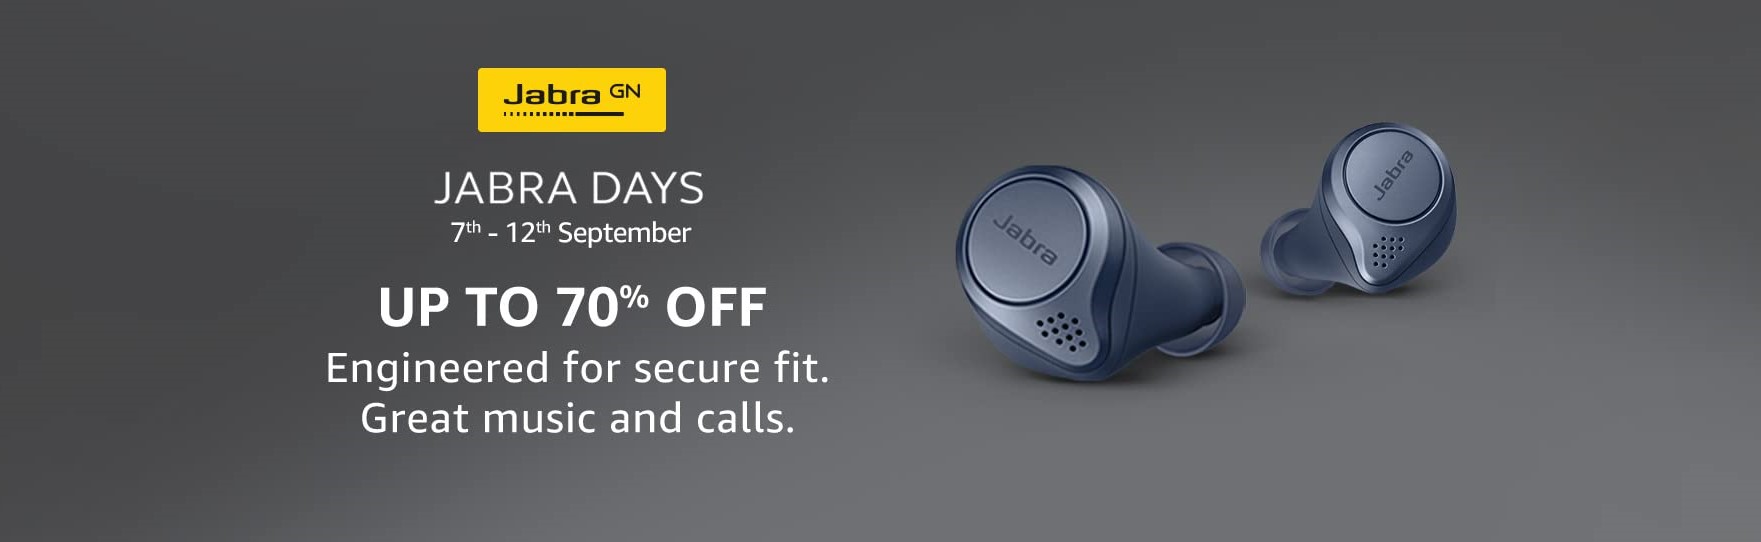 Jabra GN
JABRA DAYS
7th - 12th September
UP TO 70% OFF
Engineered for secure fit.
Great music and calls.
Jabra
Jabra